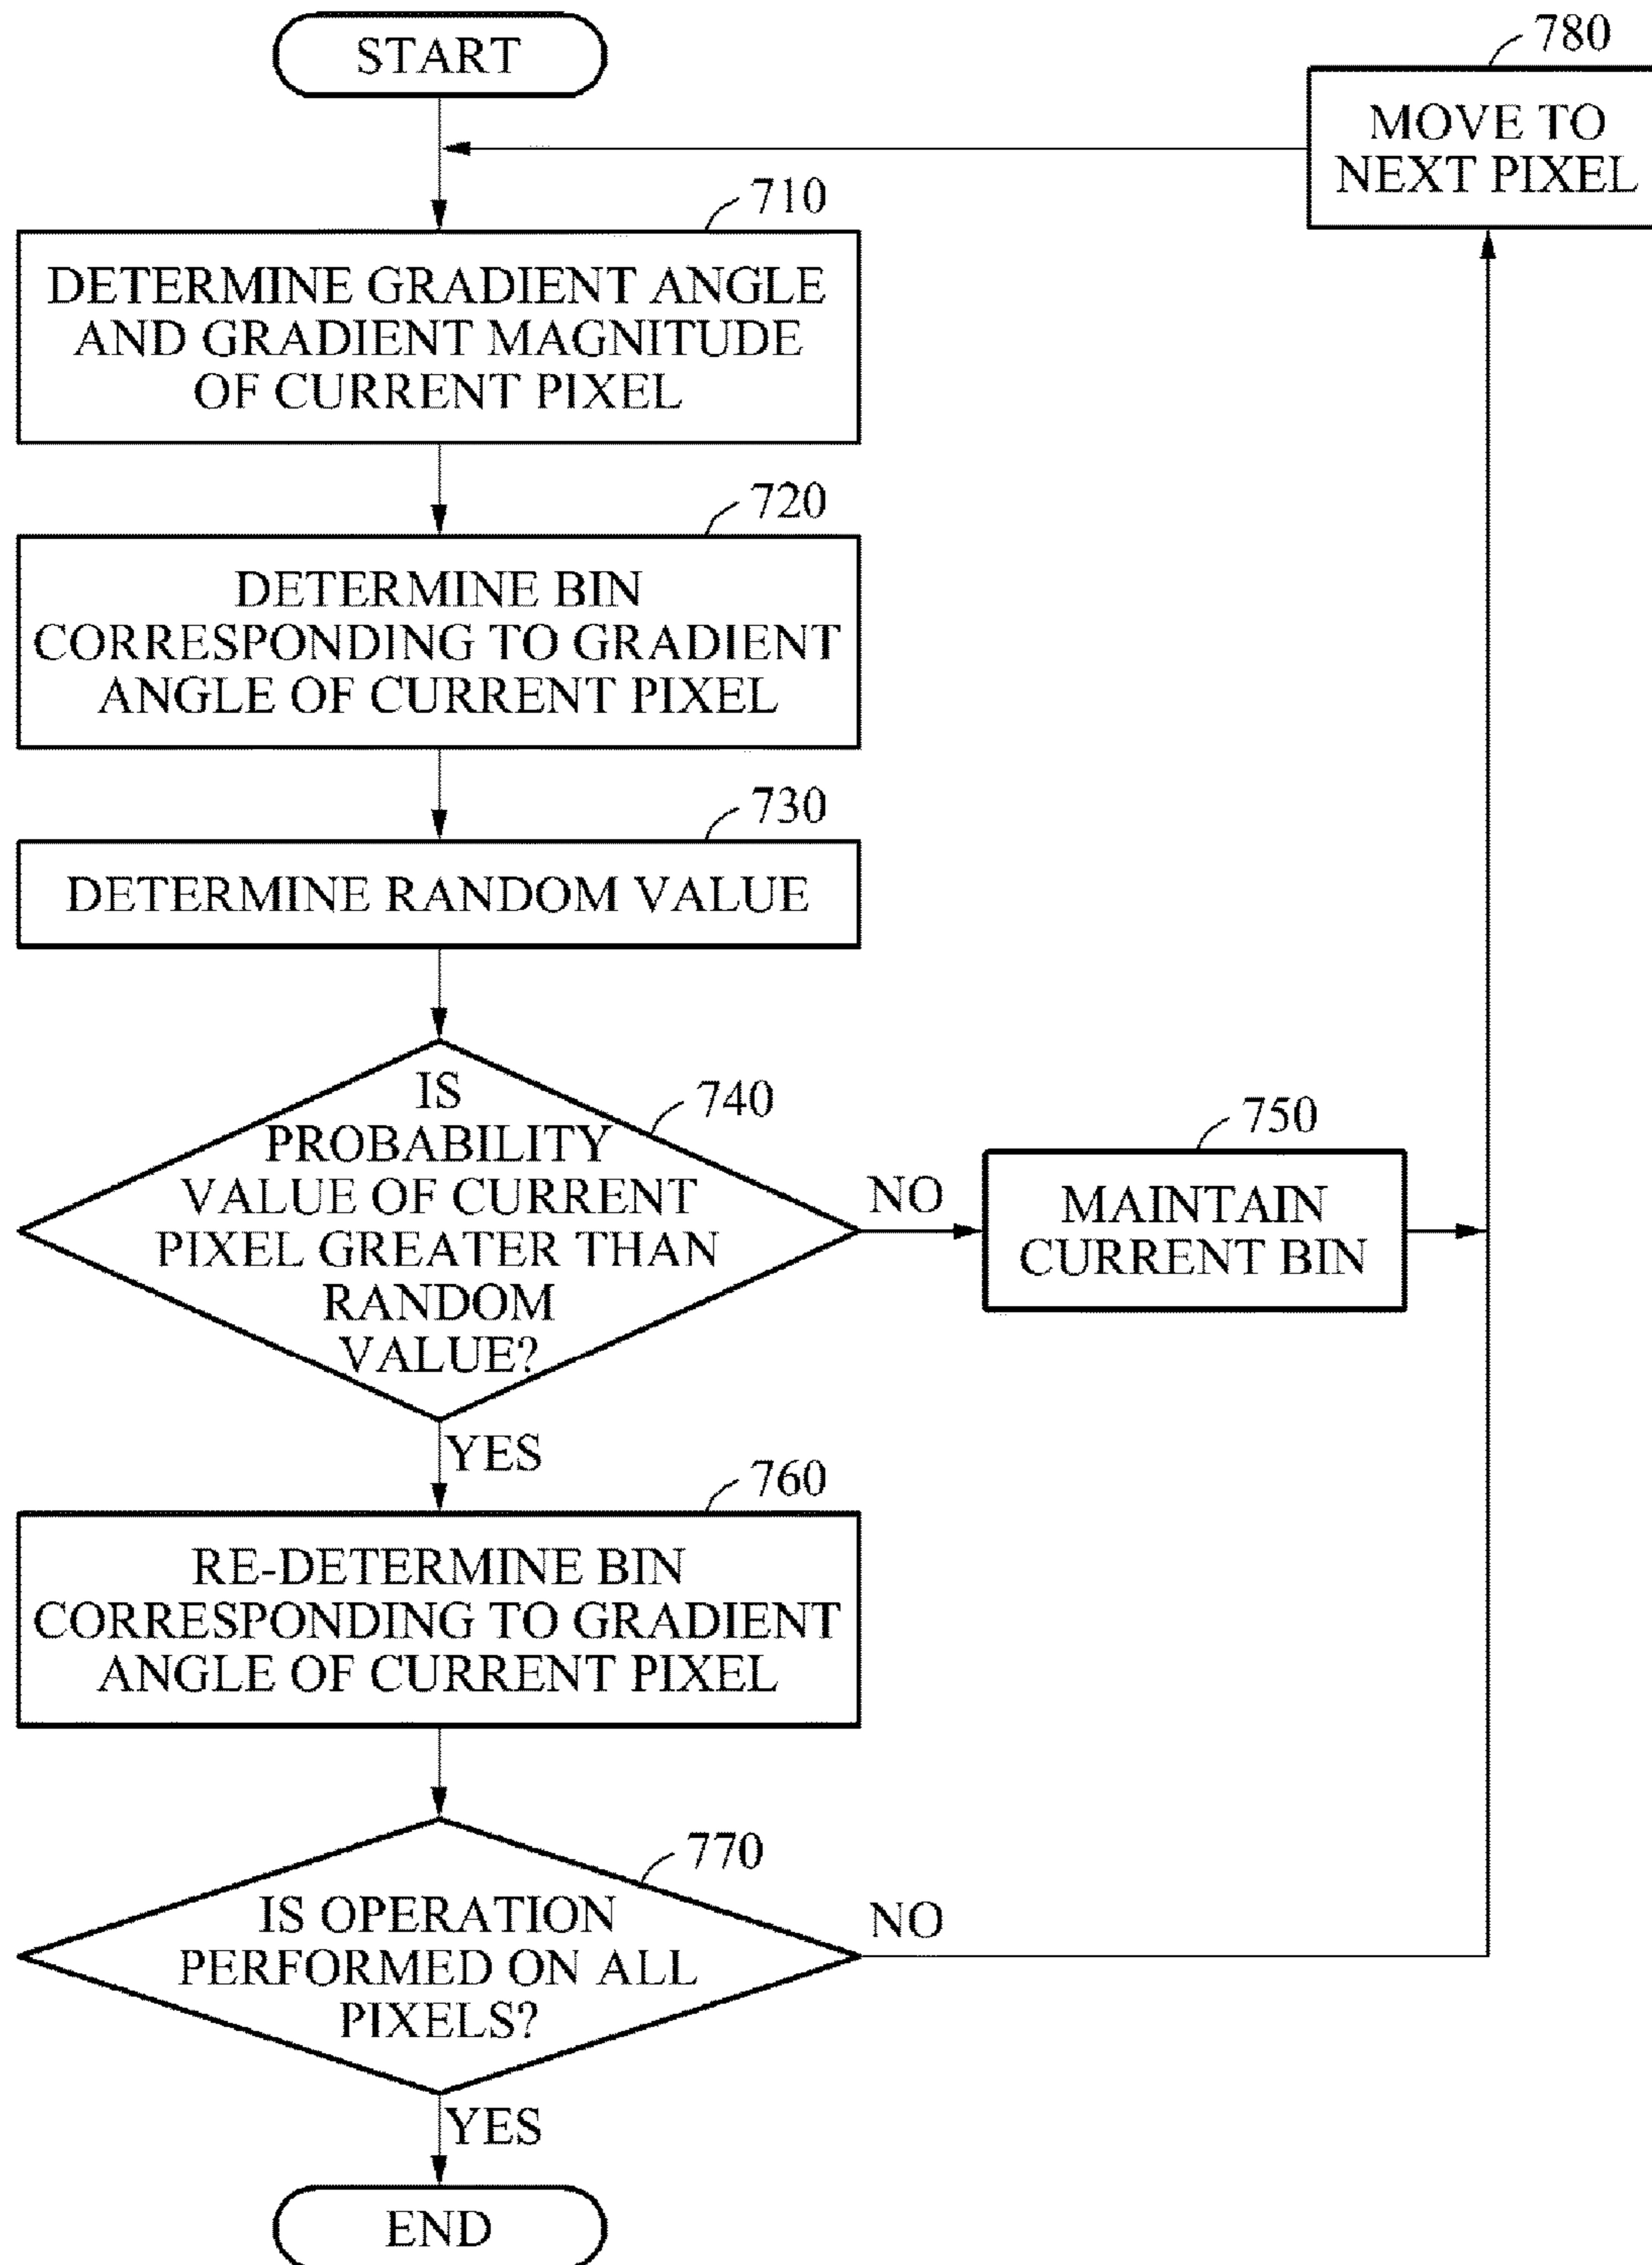 START
780
MOVE TO
NEXT PIXEL
710
DETERMINE GRADIENT ANGLE
AND GRADIENT MAGNITUDE
OF CURRENT PIXEL
720
DETERMINE BIN
CORRESPONDING TO GRADIENT
ANGLE OF CURRENT PIXEL
730
DETERMINE RANDOM VALUE
740
IS
PROBABILITY
VALUE OF CURRENT
PIXEL GREATER THAN
RANDOM
VALUE?
NO
750
MAINTAIN
CURRENT BIN
YES
760
RE-DETERMINE BIN
CORRESPONDING TO GRADIENT
ANGLE OF CURRENT PIXEL
770
IS OPERATION
PERFORMED ON ALL
PIXELS?
NO
YES
END